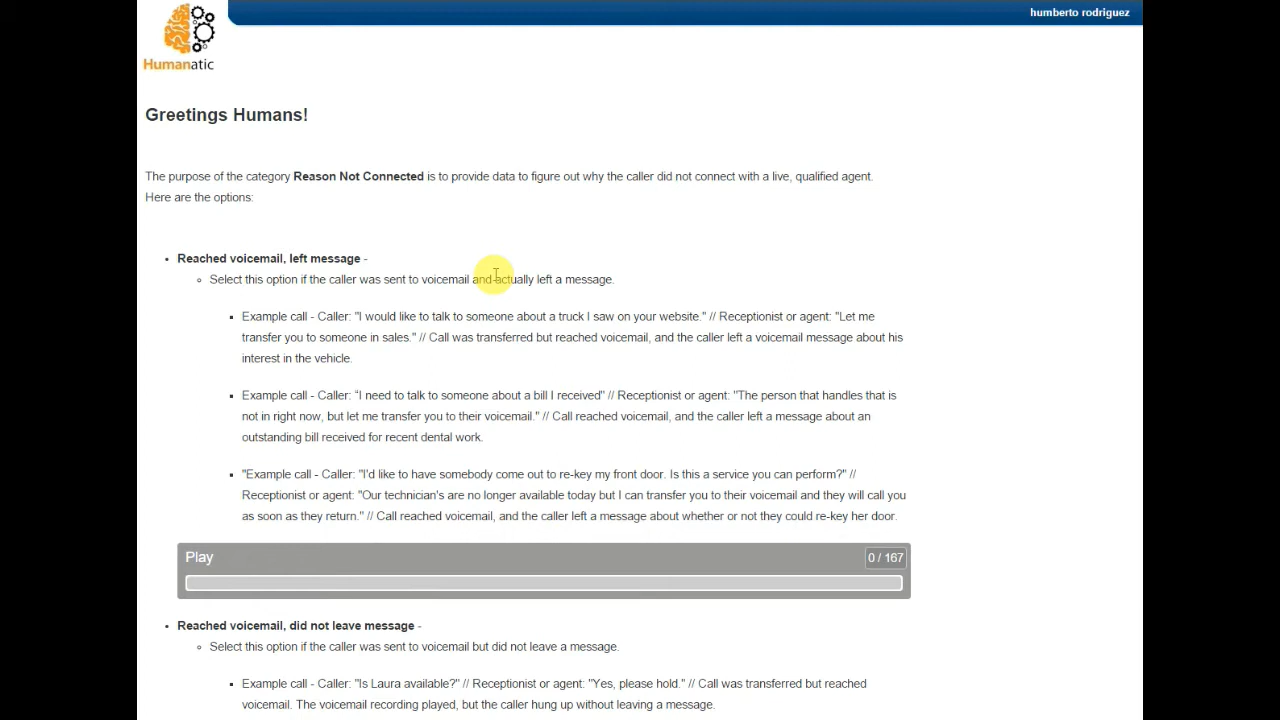 humberto rodriguez
Humanatic
Greetings Humans!
The purpose of the category Reason Not Connected is to provide data to figure out why the caller did not connect with a live, qualified agent.
Here are the options:
Reached voicemail, left message -
Select this option if the caller was sent to voicemail and actually left a message.
Example call - Caller: "I would like to talk to someone about a truck I saw on your website." // Receptionist or agent: "Let me
transfer you to someone in sales." // Call was transferred but reached voicemail, and the caller left a voicemail message about his
interest in the vehicle.
Example call - Caller: “I need to talk to someone about a bill I received" // Receptionist or agent: "The person that handles that is
not in right now, but let me transfer you to their voicemail." // Call reached voicemail, and the caller left a message about an
outstanding bill received for recent dental work.
"Example call - Caller: "I'd like to have somebody come out to re-key my front door. Is this a service you can perform?" //
Receptionist or agent: "Our technician's are no longer available today but I can transfer you to their voicemail and they will call you
as soon as they return." // Call reached voicemail, and the caller left a message about whether or not they could re-key her door.
Play 0 / 167
Reached voicemail, did not leave message -
Select this option if the caller was sent to voicemail but did not leave a message.
Example call - Caller: "Is Laura available?" // Receptionist or agent: "Yes, please hold." // Call was transferred but reached
voicemail. The voicemail recording played, but the caller hung up without leaving a message.